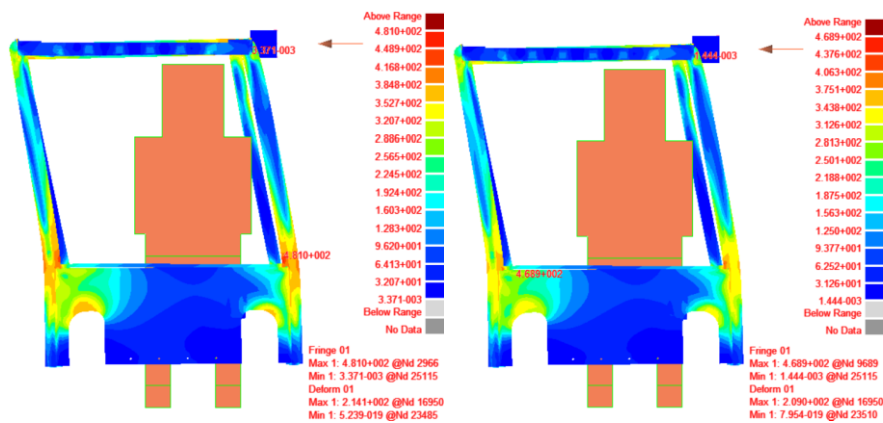 Above Range
4.810+002
4.489+002
4.168+002
3.848+002
3.527+002
3.207+002
2.886+002
2.565+002
2.245+002
1.924+002
1.603+002
1.283+002
9.620+001
6.413+001
3.207+001
3.371-003
Below Range
No Data
3.371-003
4.810+002
Fringe 01
Max 1: 4.810+002 @Nd 2966
Min 1: 3.371-003 @Nd 25115
Deform 01
Max 1: 2.141+002 @Nd 16950
Min 1: 5.239-019 @Nd 23485
Above Range
4.689+002
4.376+002
4.063+002
3.751+002
3.438+002
3.126+002
2.813+002
2.501+002
2.188+002
1.875+002
1.563+002
1.250+002
9.377+001
6.252+001
3.126+001
1.444-003
Below Range
No Data
1.444-003
4.689+002
Fringe 01
Max 1: 4.689+002 @Nd 9689
Min 1: 1.444-003 @Nd 25115
Deform 01
Max 1: 2.090+002 @Nd 16950
Min 1: 7.954-019 @Nd 23510